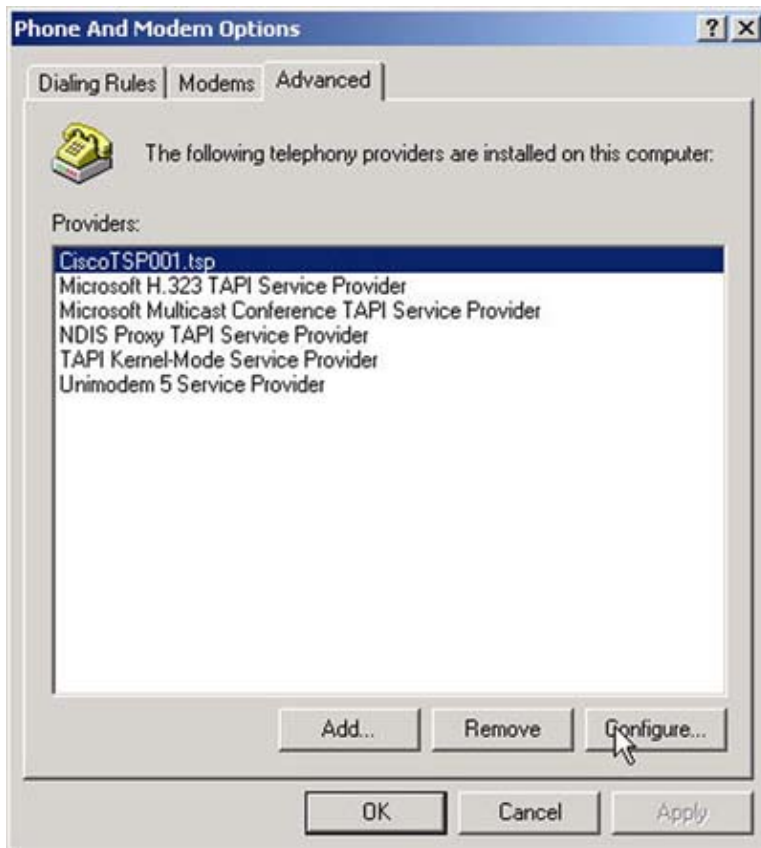 Phone And Modem Options
Dialing Rules
Modems
Advanced
The following telephony providers are installed on this computer:
Providers:
CiscoTSP001.tsp
Microsoft H.323 TAPI Service Provider
Microsoft Multicast Conference TAPI Service Provider
NDIS Proxy TAPI Service Provider
TAPI Kernel-Mode Service Provider
Unimodem 5 Service Provider
Add...
Remove
Configure...
OK
Cancel
Apply